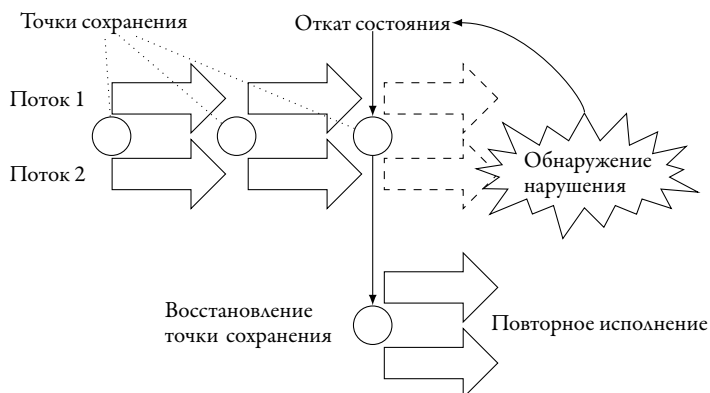 Точки сохранения
Откат состояния
Поток 1
Поток 2
Обнаружение
нарушения
Восстановление
точки сохранения
Повторное исполнение